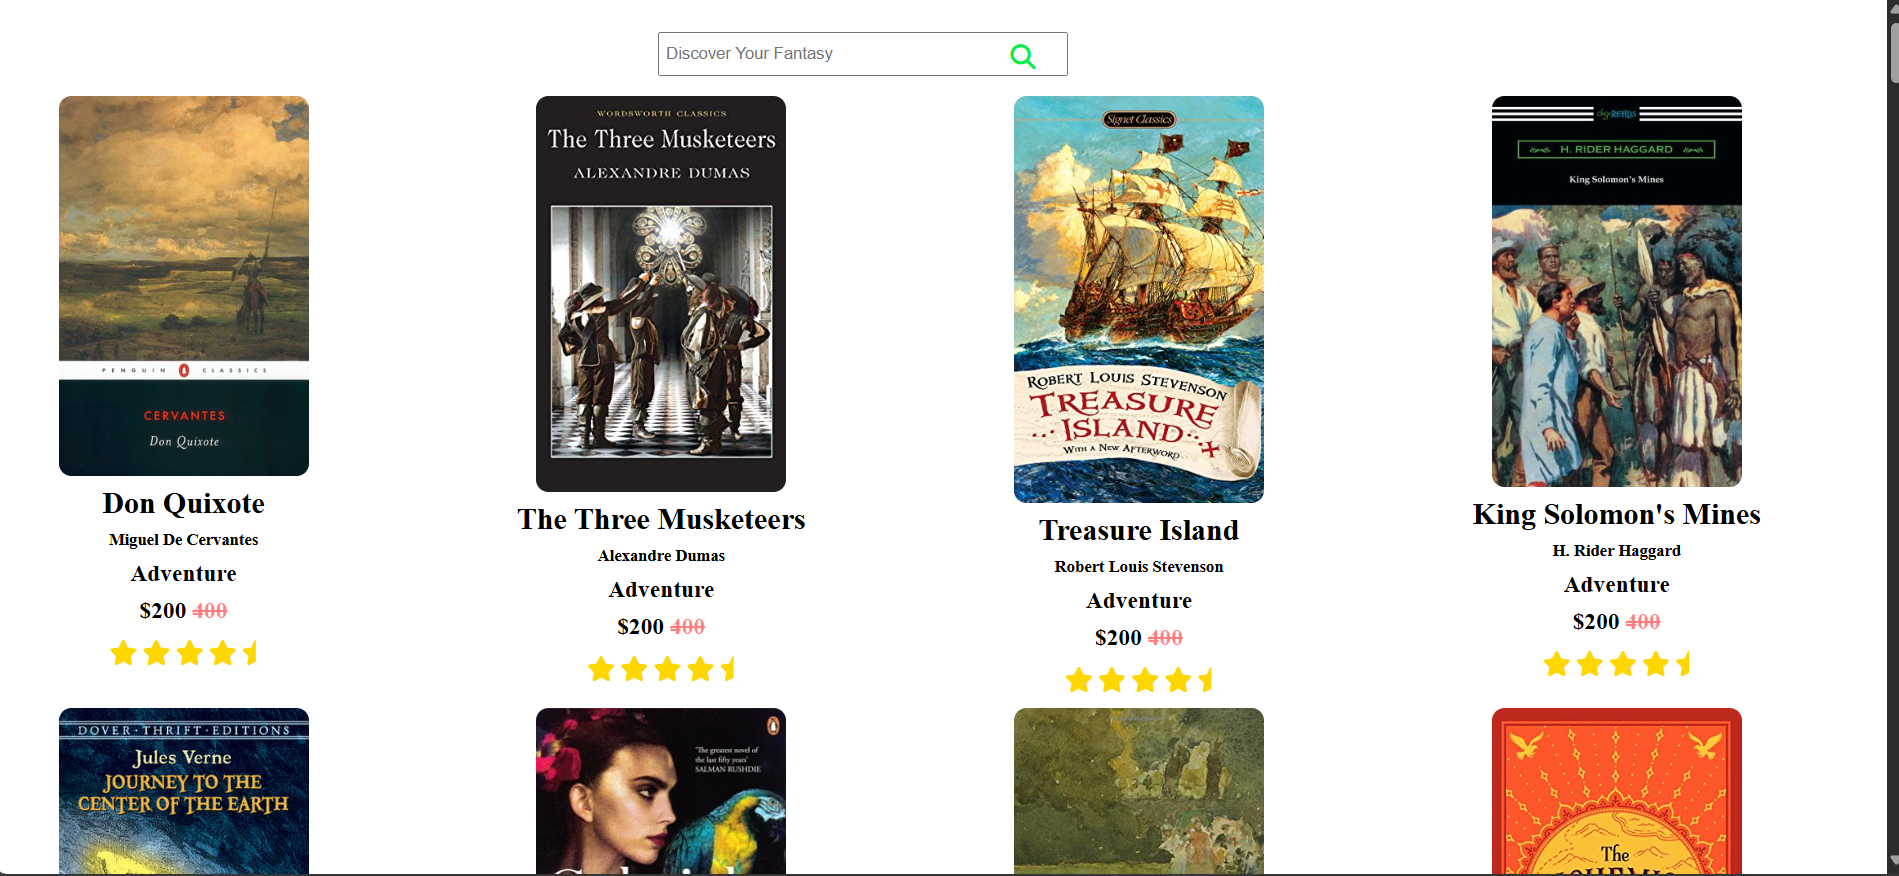 Discover Your Fantasy
PENGUIN CLASSICS
CERVANTES
Don Quixote
Don Quixote
Miguel De Cervantes
Adventure
$200 400
WORDSWORTH CLASSICS
The Three Musketeers
ALEXANDRE DUMAS
The Three Musketeers
Alexandre Dumas
Adventure
$200 400
Signet Classics
ROBERT LOUIS STEVENSON
TREASURE
ISLAND
WITH A NEW AFTERWORD
Treasure Island
Robert Louis Stevenson
Adventure
$200 400
digiREADS
H. RIDER HAGGARD
King Solomon's Mines
King Solomon's Mines
H. Rider Haggard
Adventure
$200 400
DOVER·THRIFT·EDITIONS
Jules Verne
JOURNEY TO THE
CENTER OF THE EARTH
'The greatest novel of
the last fifty years'
SALMAN RUSHDIE
The